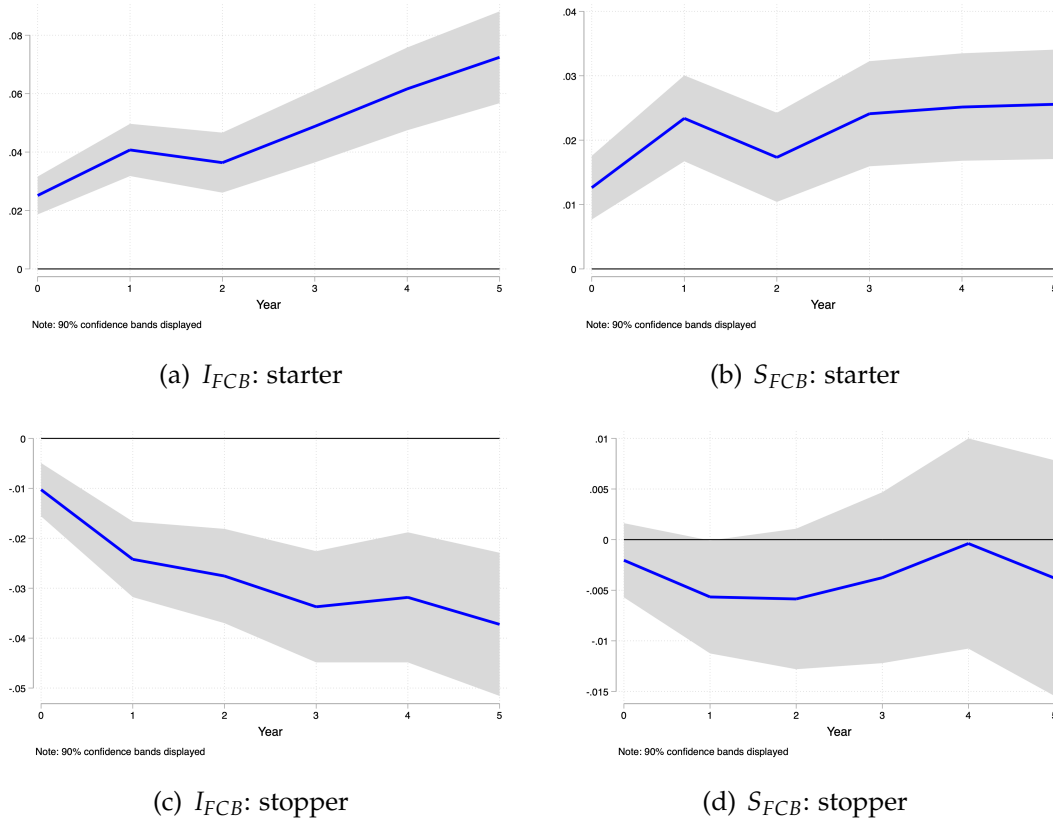 .08
.06
.04
.02
0
0 1 2 3 4 5
Year
Note: 90% confidence bands displayed
(a) I_FCB: starter
.04
.03
.02
.01
0
0 1 2 3 4 5
Year
Note: 90% confidence bands displayed
(b) S_FCB: starter
0
-.01
-.02
-.03
-.04
-.05
0 1 2 3 4 5
Year
Note: 90% confidence bands displayed
(c) I_FCB: stopper
.01
.005
0
-.005
-.01
-.015
0 1 2 3 4 5
Year
Note: 90% confidence bands displayed
(d) S_FCB: stopper